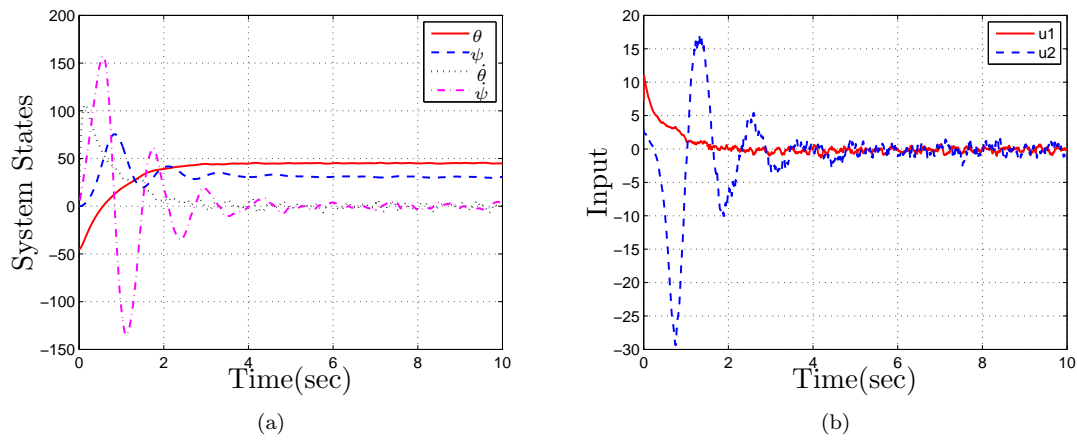 200
150
100
50
0
−50
−100
−150
0
2
4
6
8
10
System States
Time(sec)
θ
ψ
θ̇
ψ̇
(a)
20
15
10
5
0
−5
−10
−15
−20
−25
−30
0
2
4
6
8
10
Input
Time(sec)
u1
u2
(b)